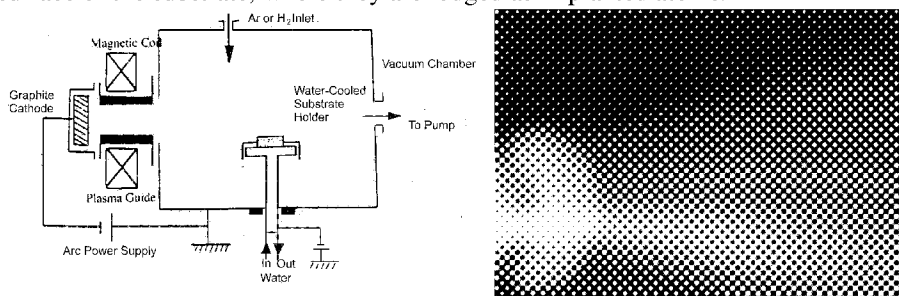 Ar or H2 Inlet
Magnetic Coil
Vacuum Chamber
Graphite
Cathode
Water-Cooled
Substrate
Holder
To Pump
Plasma Guide
Arc Power Supply
In Out
Water